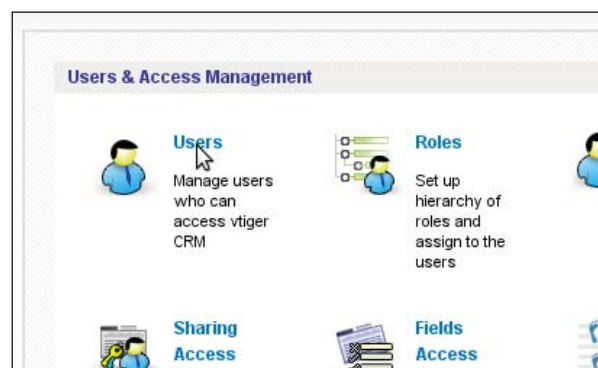 Users & Access Management
Users
Manage users
who can
access vtiger
CRM
Roles
Set up
hierarchy of
roles and
assign to the
users
Sharing
Access
Fields
Access